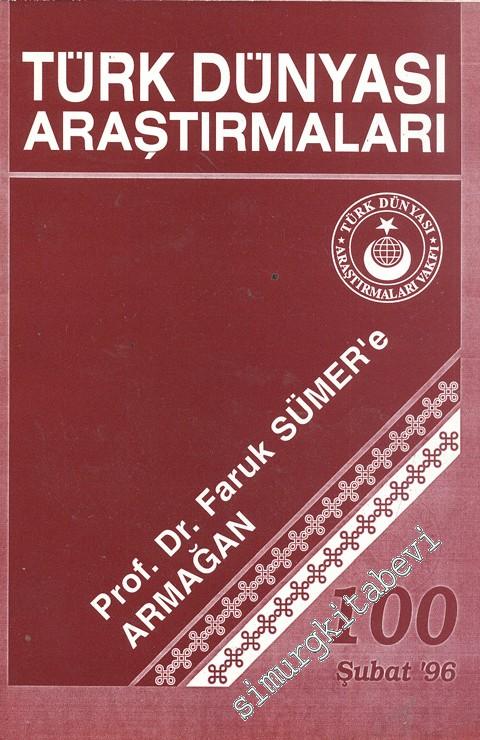 TÜRK DÜNYASI
ARAŞTIRMALARI
TÜRK DÜNYASI
ARAŞTIRMALARI VAKFI
Prof. Dr. Faruk SÜMER'e
ARMAĞAN
100
Şubat '96
simurgkitabevi